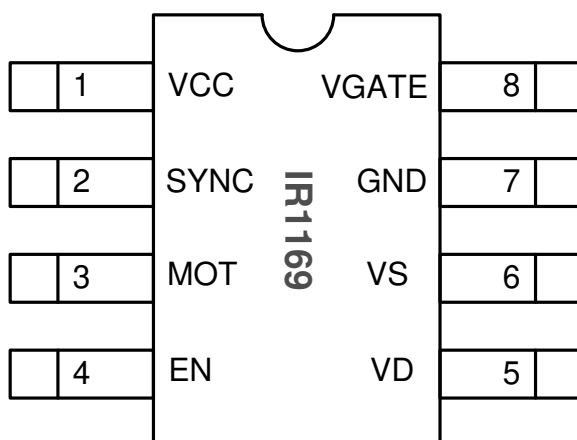 1 VCC VGATE 8
2 SYNC GND 7
IR1169
3 MOT VS 6
4 EN VD 5